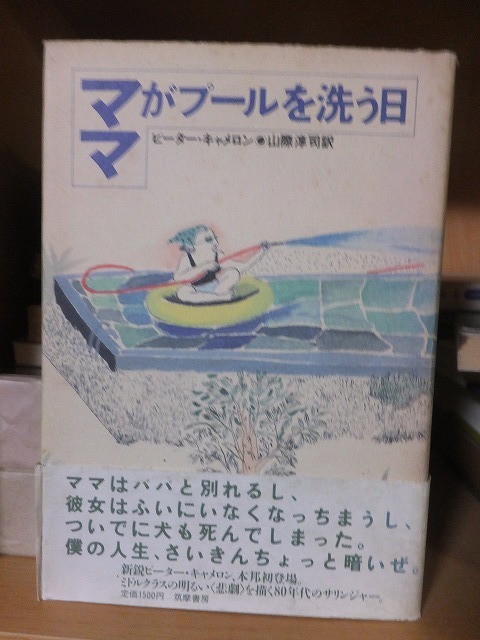 ママがプールを洗う日
ピーター・キャメロン●山際淳司訳
ママはパパと別れるし、
彼女はふいにいなくなっちまうし、
ついでに犬も死んでしまった。
僕の人生、さいきんちょっと暗いぜ。
新鋭ピーター・キャメロン、本邦初登場。
ミドルクラスの明るい〈悲劇〉を描く80年代のサリンジャー。
定価1500円 筑摩書房